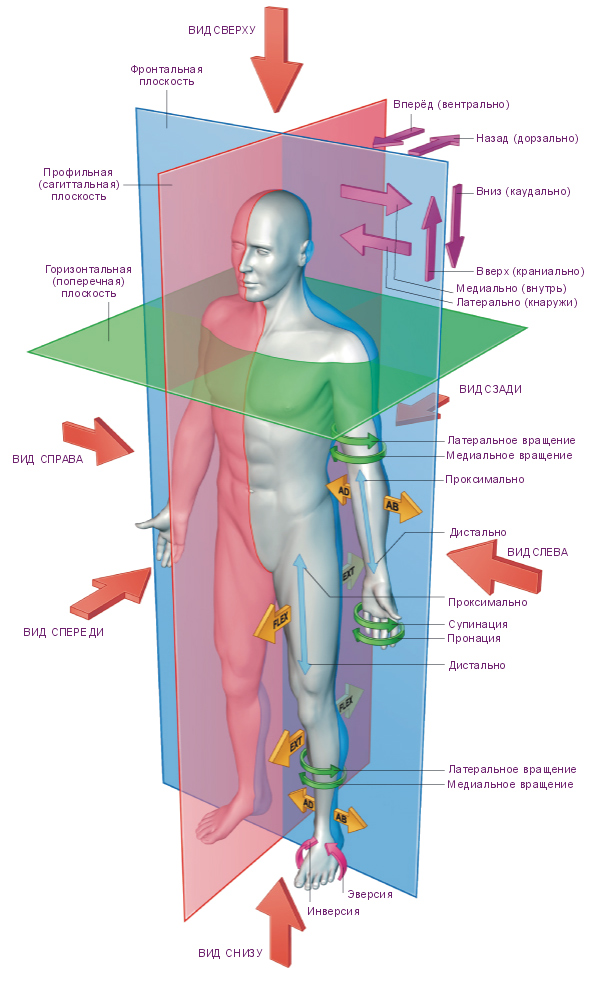 ВИД СВЕРХУ
Фронтальная
плоскость
Вперёд (вентрально)
Назад (дорзально)
Профильная
(сагиттальная)
плоскость
Вниз (каудально)
Горизонтальная
(поперечная)
плоскость
Вверх (краниально)
Медиально (внутрь)
Латерально (кнаружи)
ВИД СЗАДИ
Латеральное вращение
Медиальное вращение
ВИД СПРАВА
Проксимально
AD
AB
Дистально
ВИД СЛЕВА
EXT
Проксимально
FLEX
Супинация
ВИД СПЕРЕДИ
Пронация
Дистально
FLEX
EXT
Латеральное вращение
Медиальное вращение
AD
AB
Эверсия
Инверсия
ВИД СНИЗУ